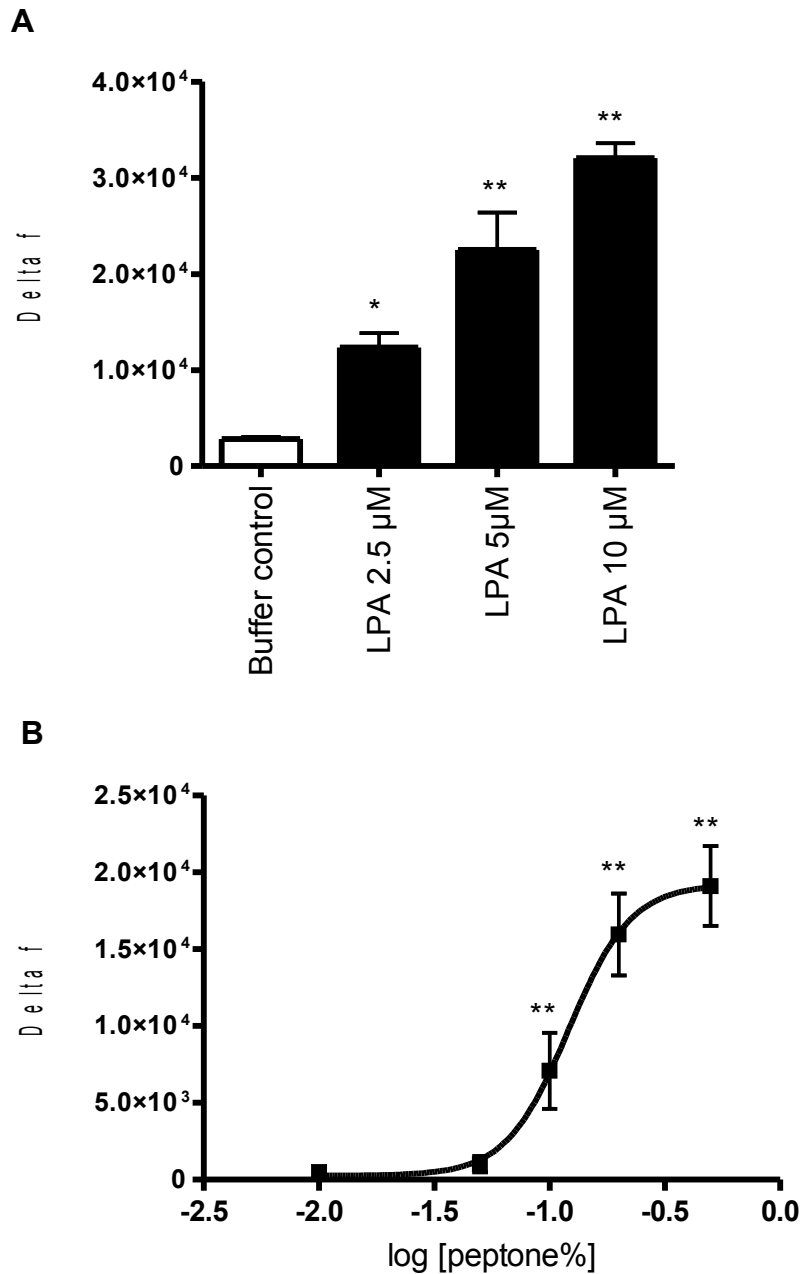 A
4.0×10⁴
3.0×10⁴
2.0×10⁴
1.0×10⁴
0
Delta f
*
**
**
Buffer control
LPA 2.5 µM
LPA 5µM
LPA 10 µM
B
2.5×10⁴
2.0×10⁴
1.5×10⁴
1.0×10⁴
5.0×10³
0
Delta f
**
**
**
-2.5 -2.0 -1.5 -1.0 -0.5 0.0
log [peptone%]